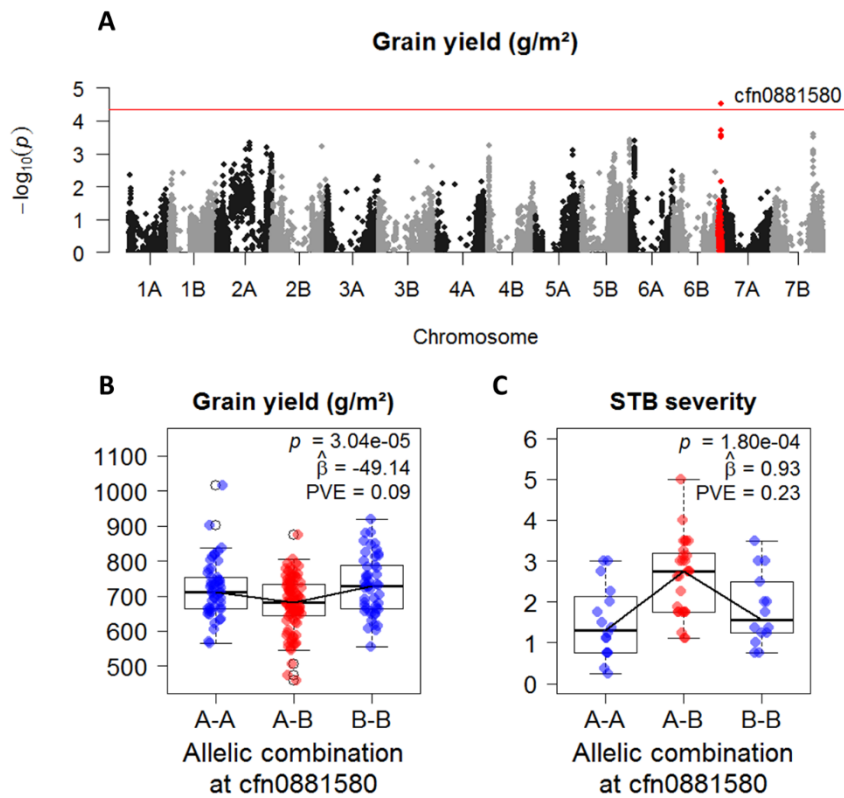 A
Grain yield (g/m²)
5
4
3
2
1
0
−log₁₀(p)
cfn0881580
1A 1B 2A 2B 3A 3B 4A 4B 5A 5B 6A 6B 7A 7B
Chromosome
B
Grain yield (g/m²)
p = 3.04e-05
β̂ = -49.14
PVE = 0.09
1100
1000
900
800
700
600
500
A-A A-B B-B
Allelic combination
at cfn0881580
C
STB severity
p = 1.80e-04
β̂ = 0.93
PVE = 0.23
6
5
4
3
2
1
0
A-A A-B B-B
Allelic combination
at cfn0881580